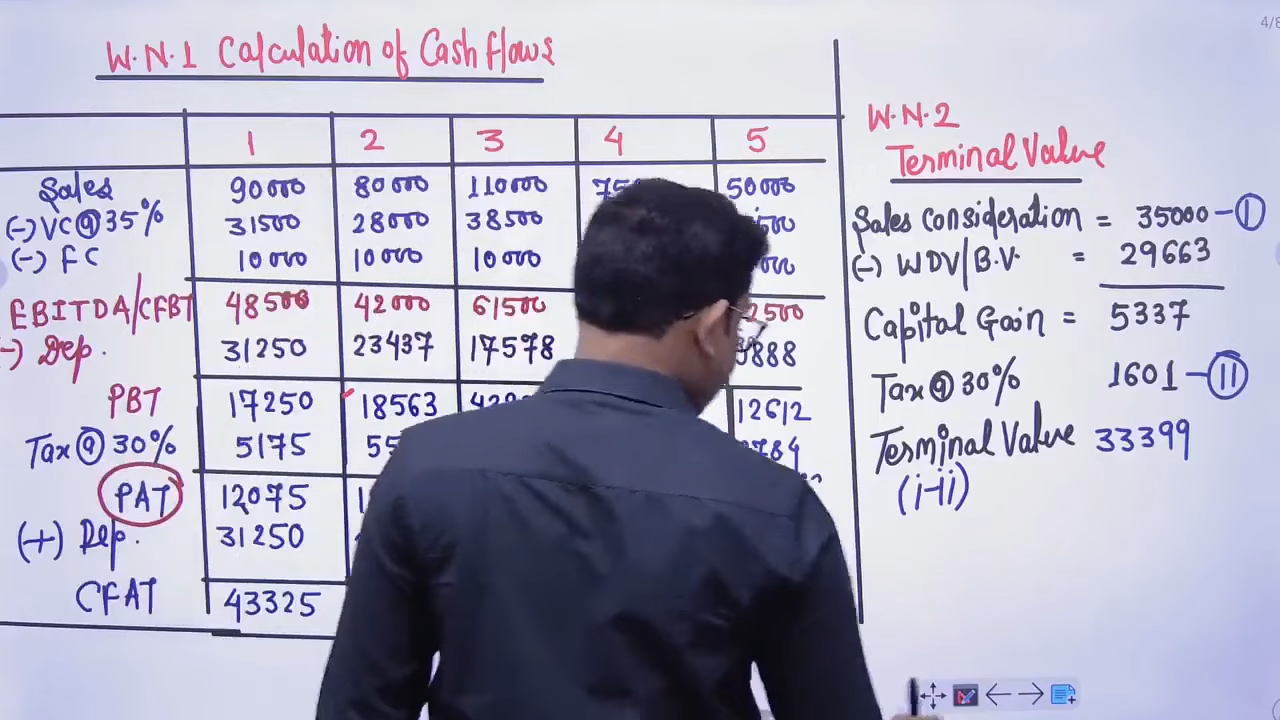 4/8
W.N.1 Calculation of Cash flows
1 2 3 4 5
Sales 90000 80000 110000 50000
(-) VC@35% 31500 28000 38500
(-) FC 10000 10000 10000
EBITDA/CFBT 48500 42000 61500
(-) Dep. 31250 23437 17578
PBT 17250 18563 12612
Tax@30% 5175
PAT 12075
(+) Dep. 31250
CFAT 43325
W.N.2
Terminal Value
Sales Consideration = 35000 - I
(-) WDV/B.V. = 29663
Capital Gain = 5337
Tax@30% 1601 - II
Terminal Value 33399
(i-ii)